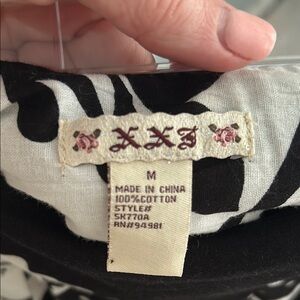 XXI
M
MADE IN CHINA
100%COTTON
STYLE#
SK770A
RN#94981